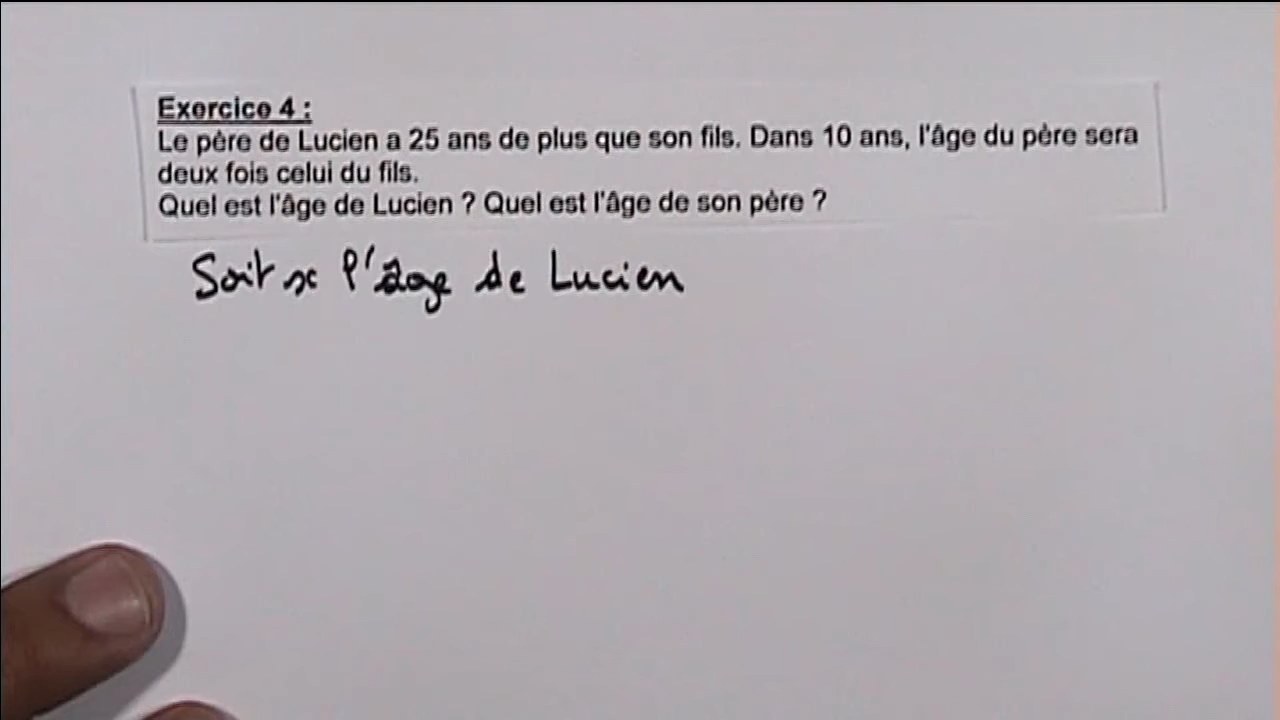 Exercice 4 :
Le père de Lucien a 25 ans de plus que son fils. Dans 10 ans, l'âge du père sera
deux fois celui du fils.
Quel est l'âge de Lucien ? Quel est l'âge de son père ?
Soit x l'âge de Lucien